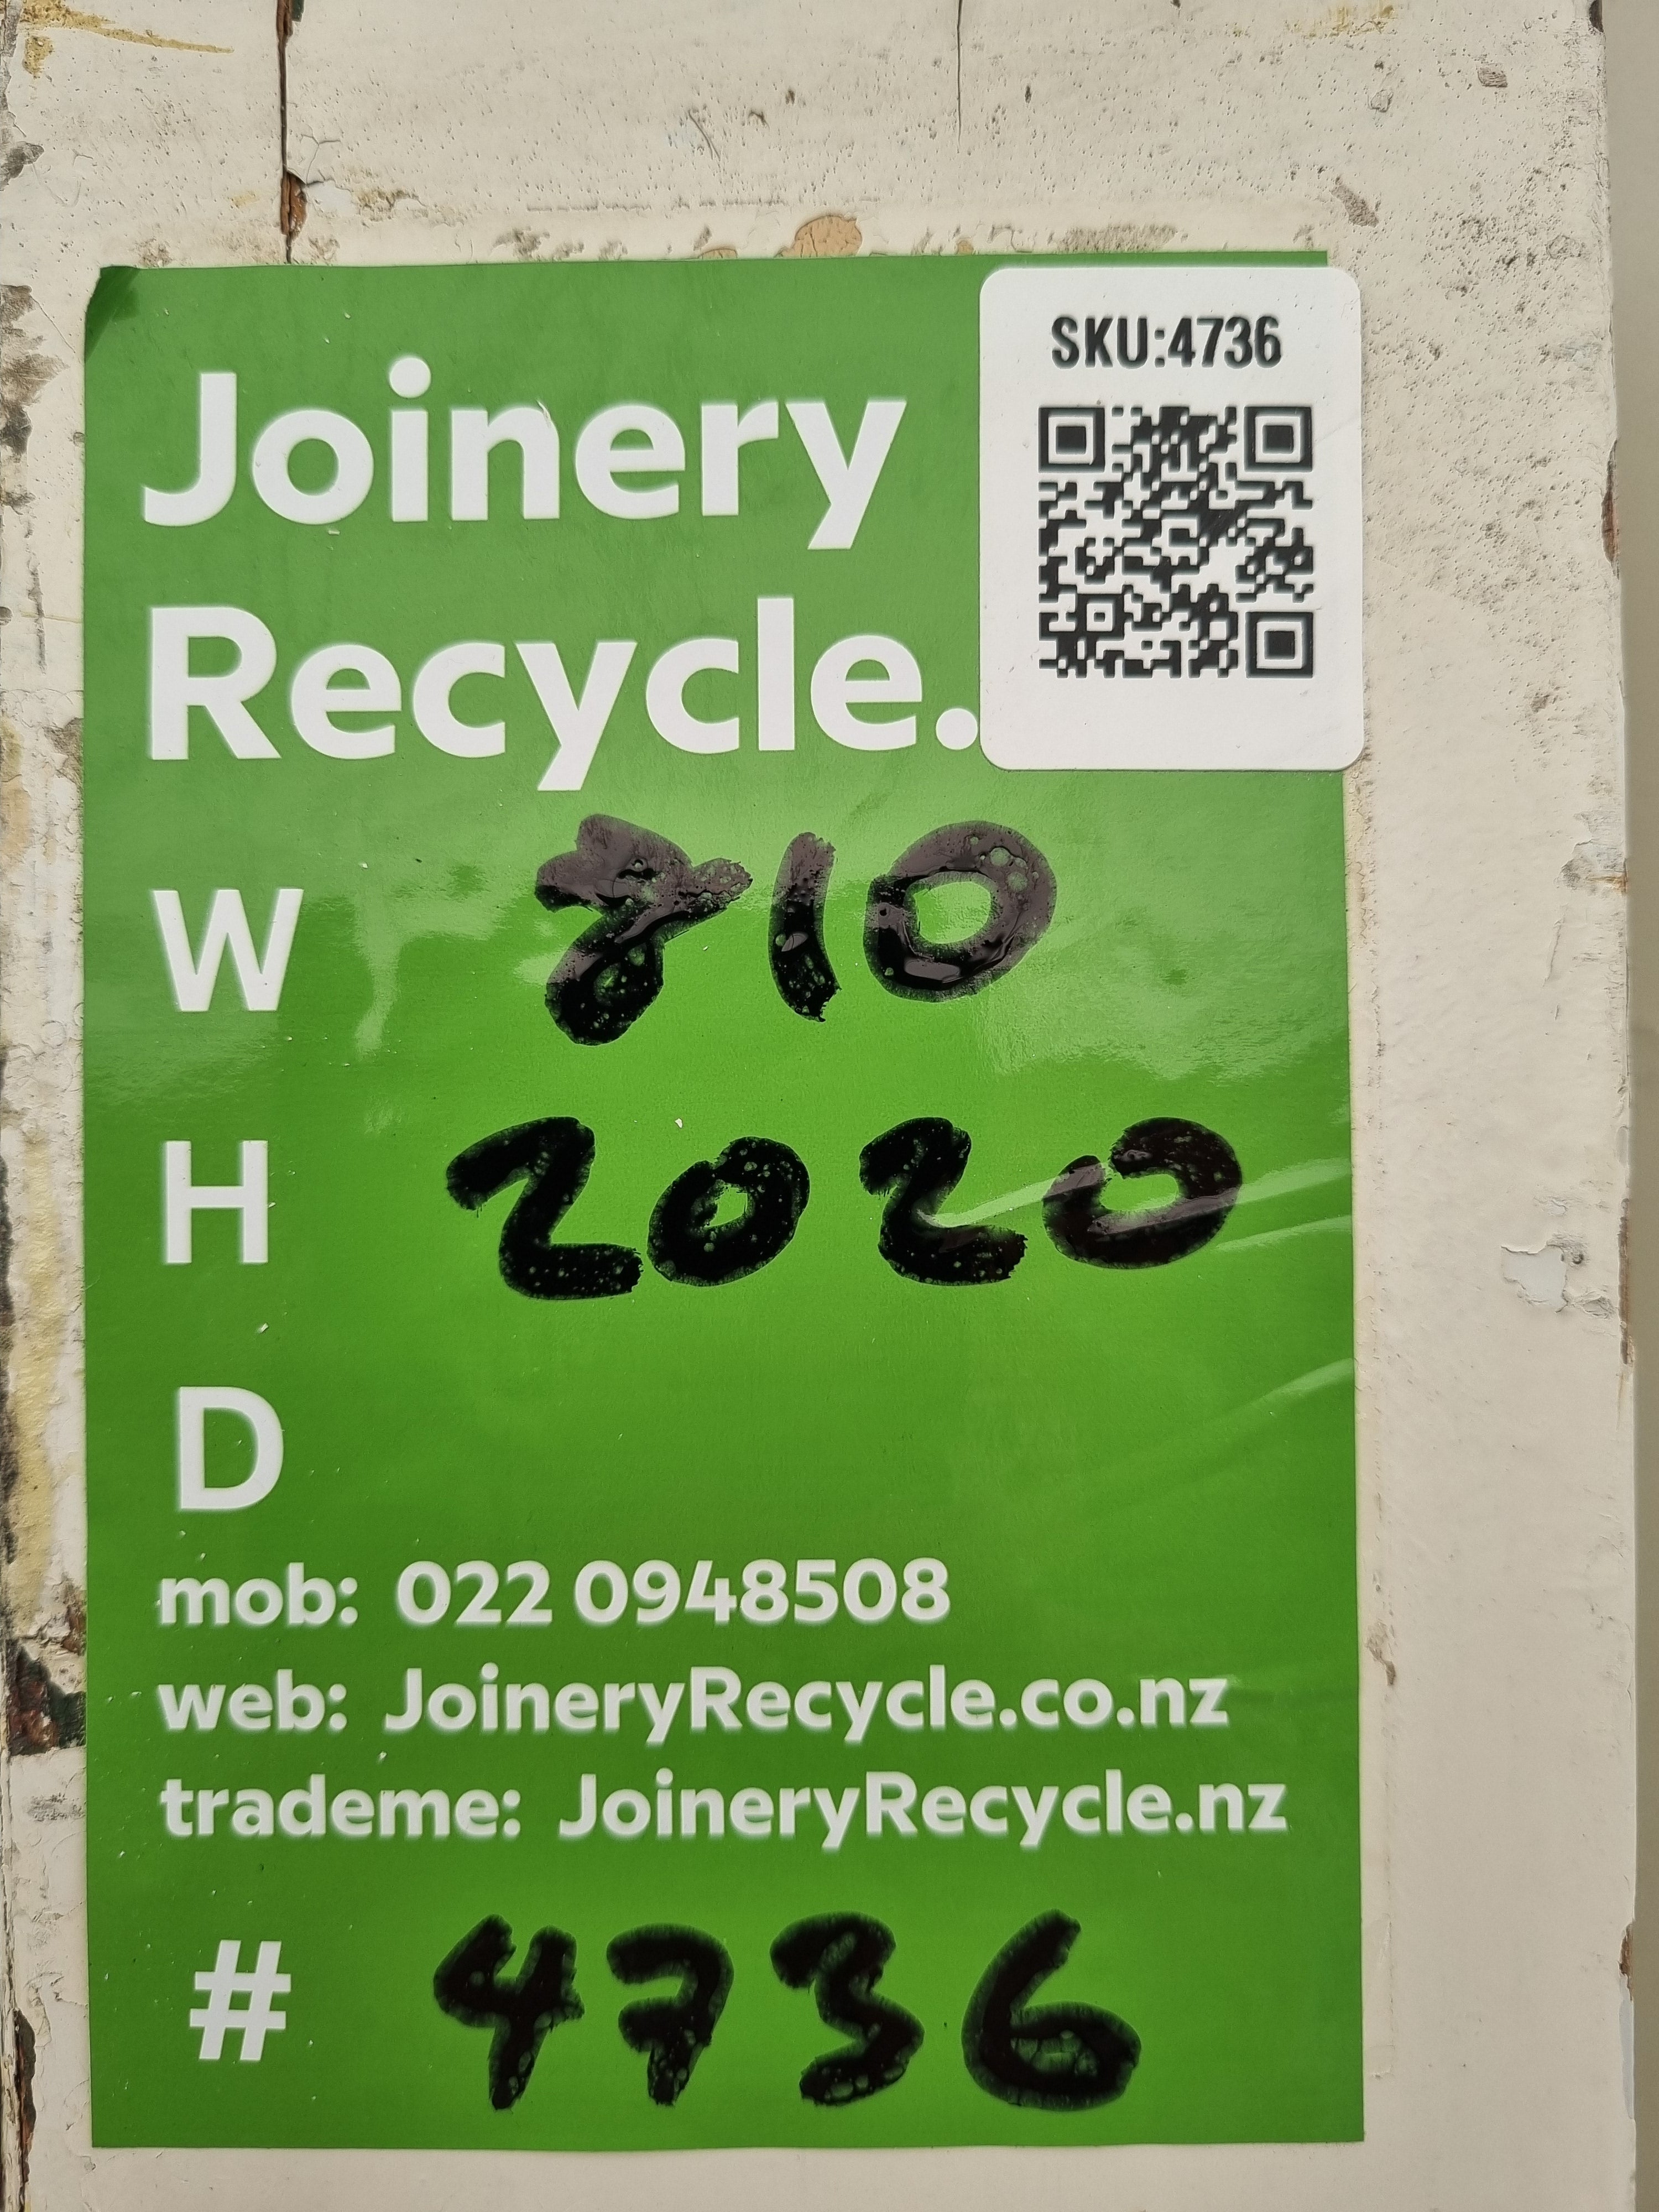 SKU:4736
Joinery
Recycle.
W 810
H 2020
D
mob: 022 0948508
web: JoineryRecycle.co.nz
trademe: JoineryRecycle.nz
# 4736